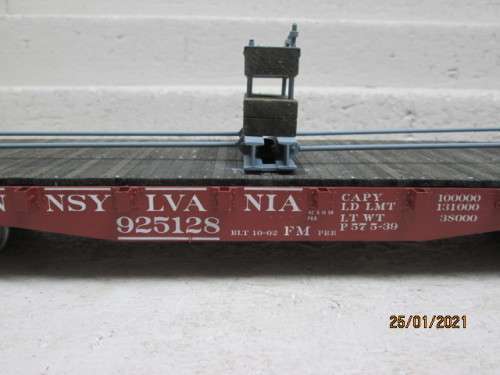 N NSY LVA NIA
925128
BLT 10-02 FM PRR
CAPY 100000
LD LMT 131000
LT WT 38000
P 57 5-39
25/01/2021